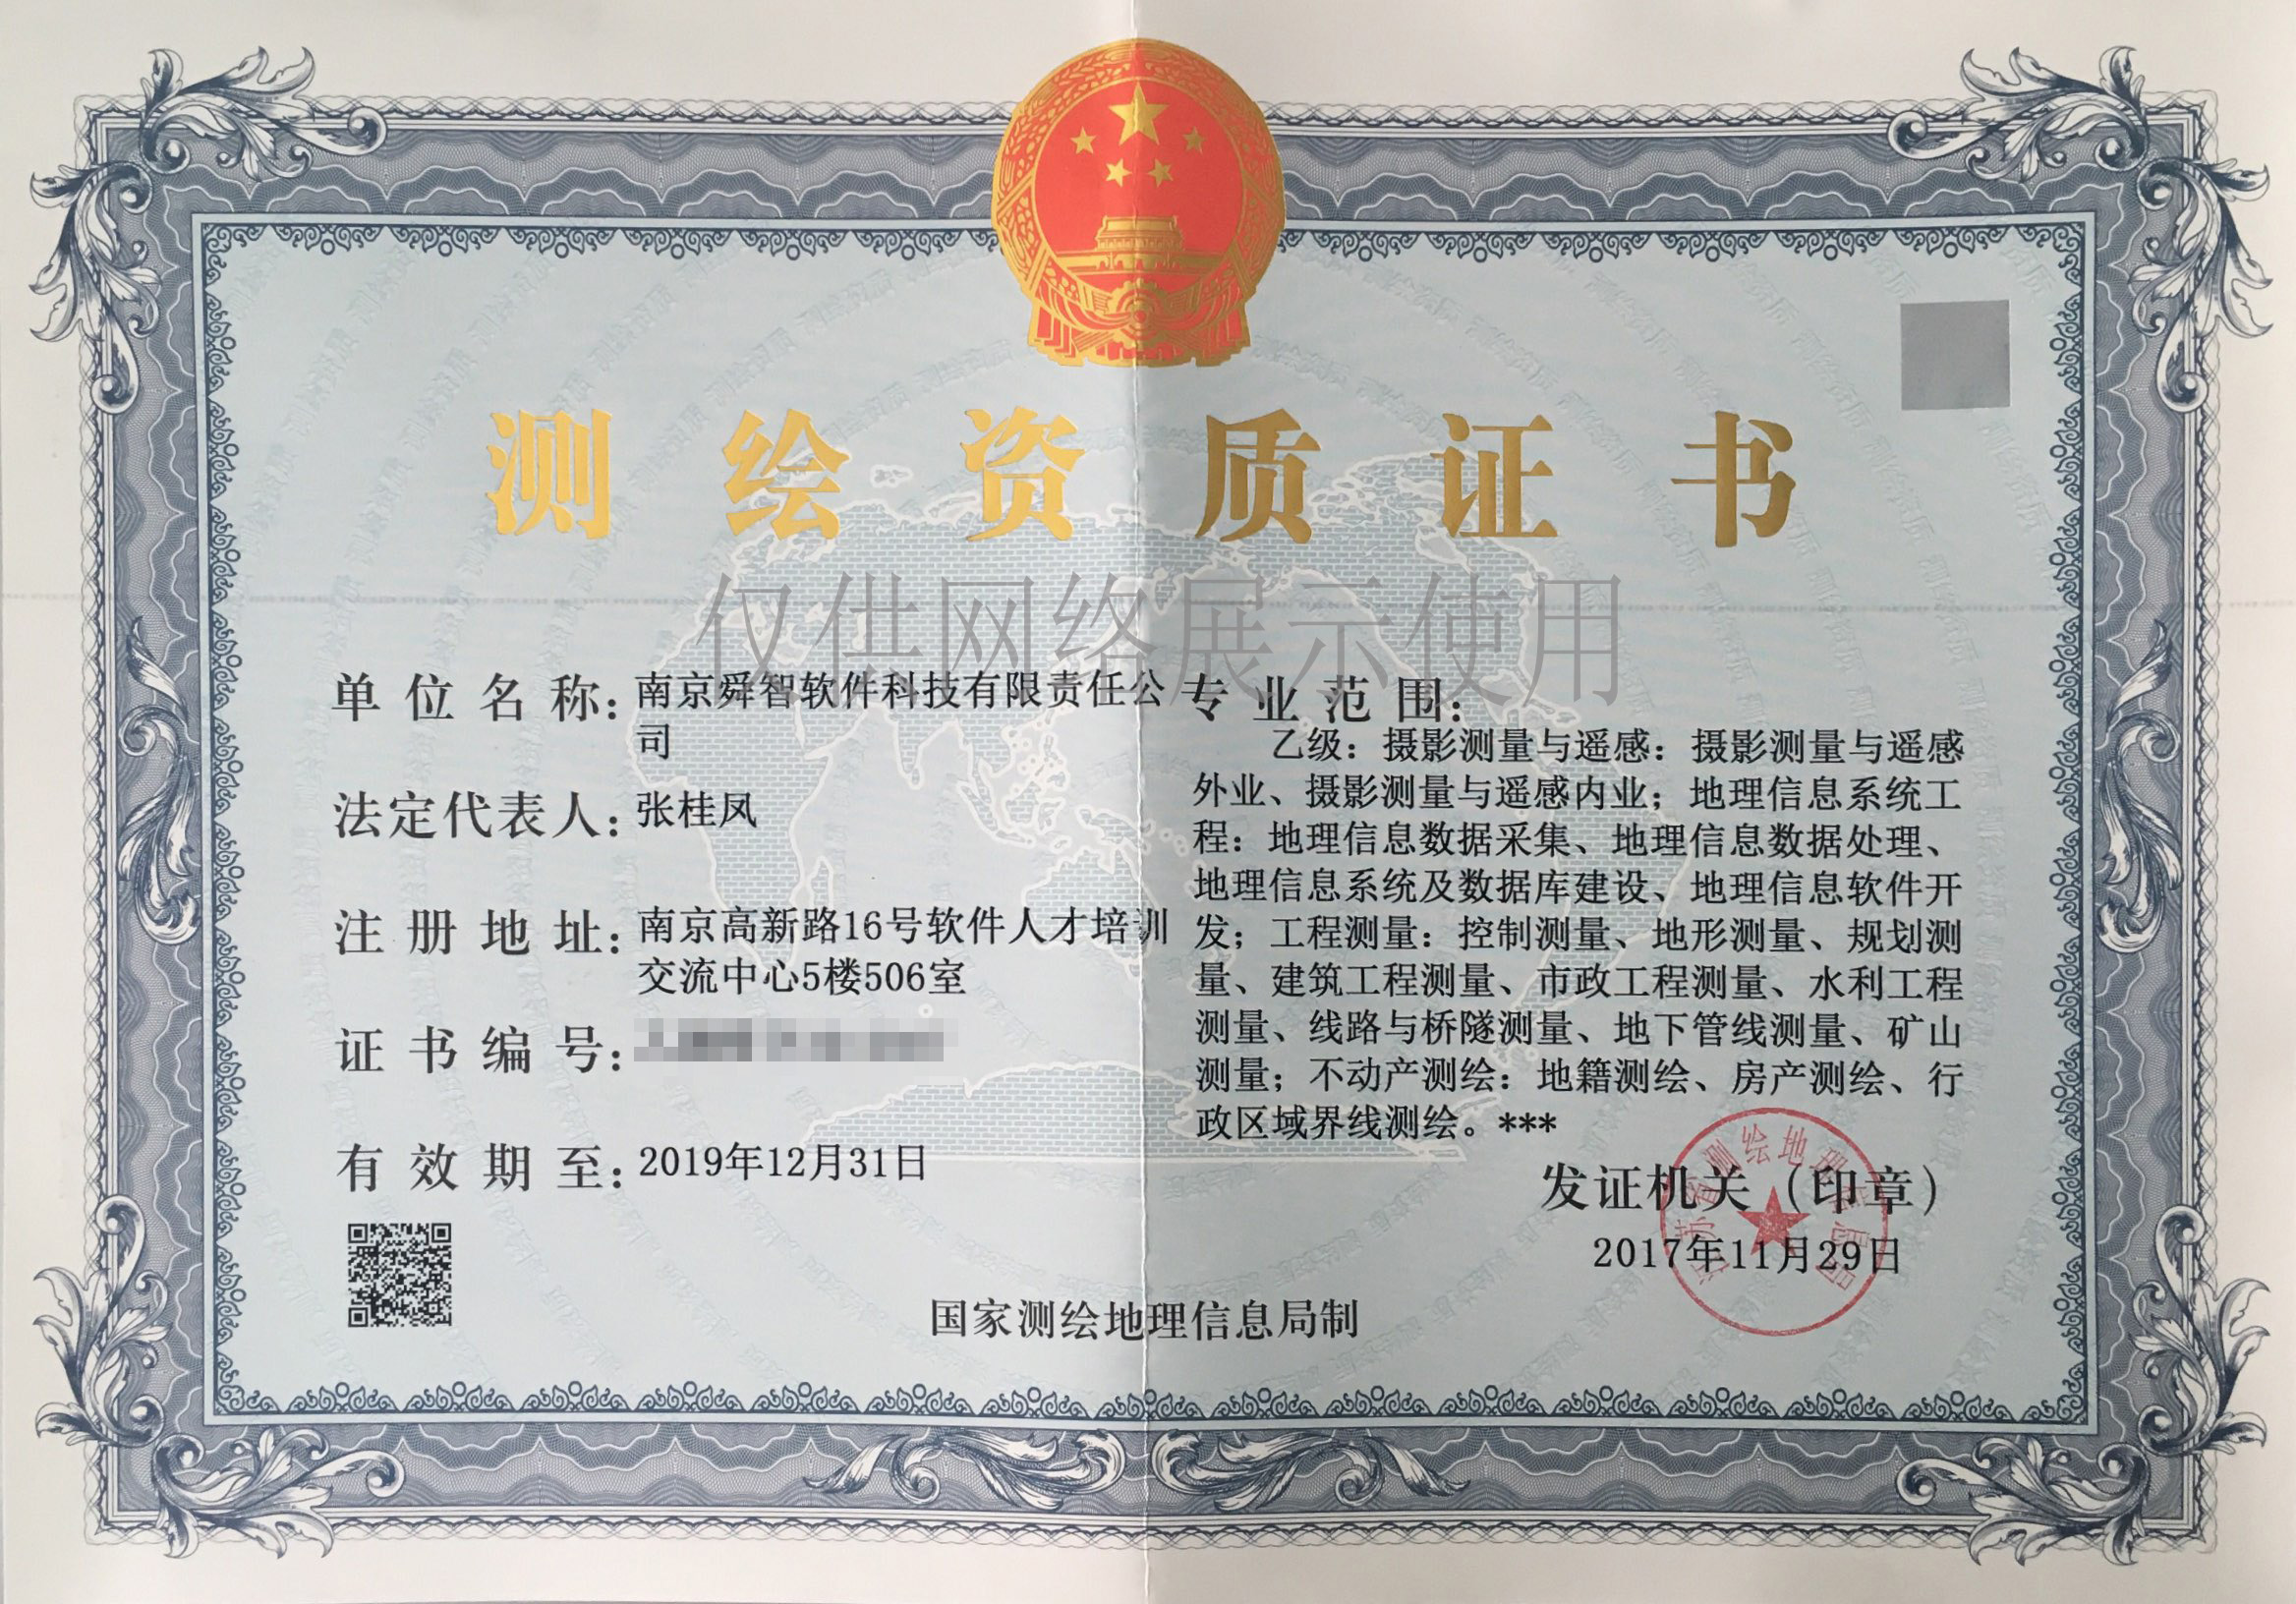 测绘资质证书
仅供网络展示使用
单位名称:南京舜智软件科技有限责任公
司
法定代表人:张桂凤
注册地址:南京高新路16号软件人才培训
交流中心5楼506室
证书编号:
有效期至:2019年12月31日
专业范围:
乙级：摄影测量与遥感：摄影测量与遥感
外业、摄影测量与遥感内业；地理信息系统工
程：地理信息数据采集、地理信息数据处理、
地理信息系统及数据库建设、地理信息软件开
发；工程测量：控制测量、地形测量、规划测
量、建筑工程测量、市政工程测量、水利工程
测量、线路与桥隧测量、地下管线测量、矿山
测量；不动产测绘：地籍测绘、房产测绘、行
政区域界线测绘。***
发证机关（印章）
江苏省测绘地理信息局
2017年11月29日
国家测绘地理信息局制